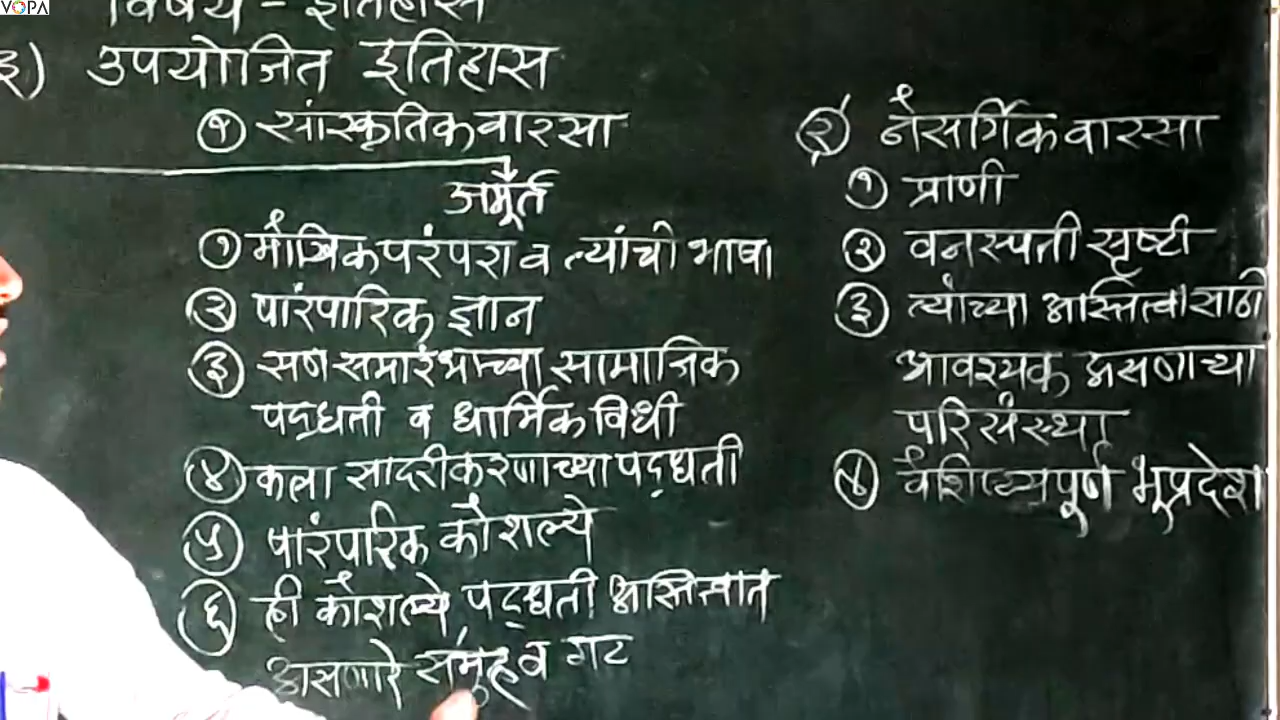 VOPA
विषय - इतिहास
३) उपयोजित इतिहास
१ सांस्कृतिक वारसा
अमूर्त
१ मौखिक परंपरा व त्यांची भाषा
२ पारंपारिक ज्ञान
३ सण समारंभाच्या सामाजिक
पद्धती व धार्मिक विधी
४ कला सादरीकरणाच्या पद्धती
५ पारंपारिक कौशल्ये
६ ही कौशल्ये, पद्धती अस्तित्वात
असणारे समूह व गट
२ नैसर्गिक वारसा
१ प्राणी
२ वनस्पती सृष्टी
३ त्यांच्या अस्तित्वासाठी
आवश्यक असणाऱ्या
परिसंस्था
४ वैशिष्ट्यपूर्ण भूप्रदेश